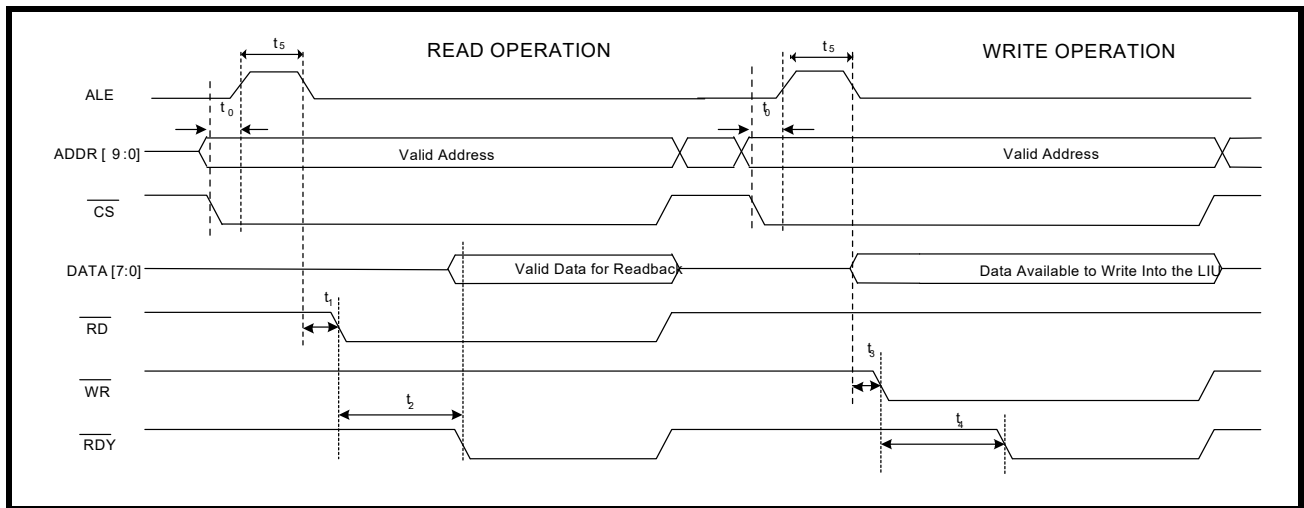 t5 READ OPERATION t5 WRITE OPERATION
ALE
t0 t0
ADDR [ 9:0] Valid Address Valid Address
CS
DATA [7:0] Valid Data for Readback Data Available to Write Into the LIU
t1
RD
t3
WR
t2 t4
RDY